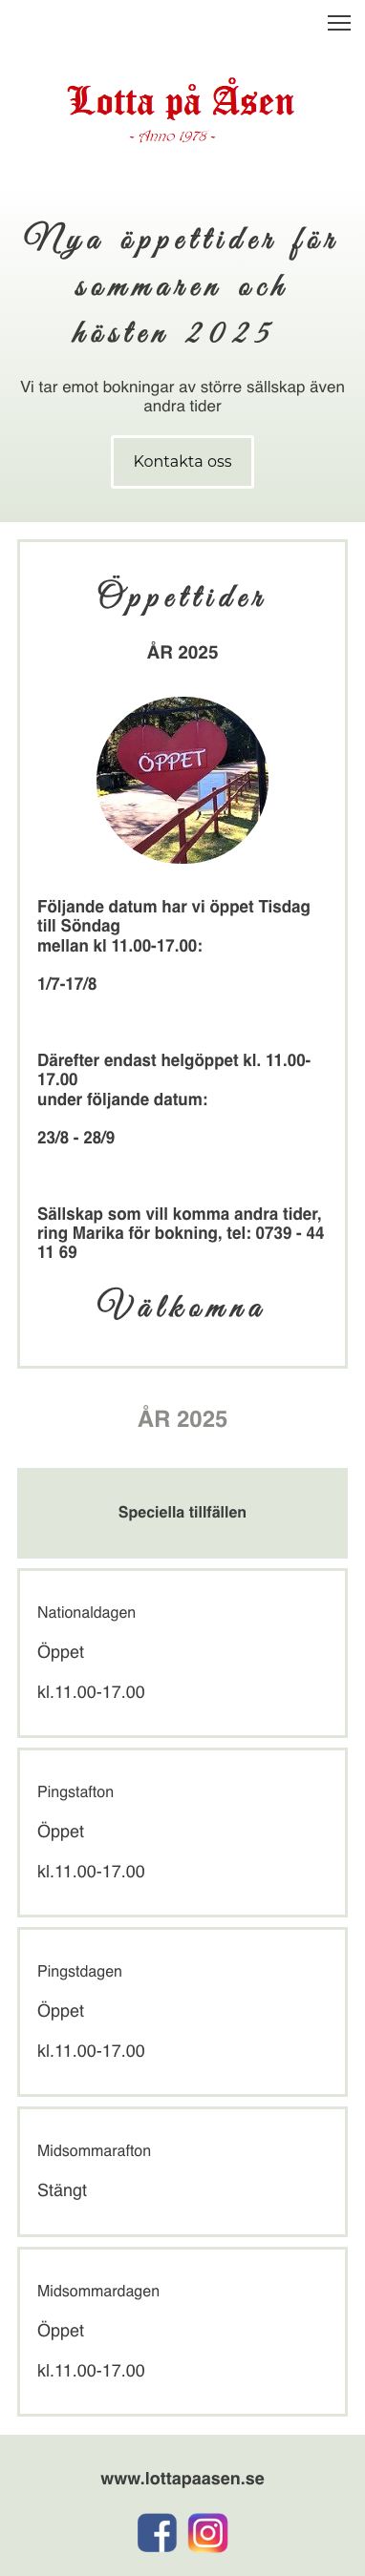 Lotta på Åsen
- Anno 1978 -
Nya öppettider för
sommaren och
hösten 2025
Vi tar emot bokningar av större sällskap även
andra tider
Kontakta oss
Öppettider
ÅR 2025
ÖPPET
Följande datum har vi öppet Tisdag
till Söndag
mellan kl 11.00-17.00:
1/7-17/8
Därefter endast helgöppet kl. 11.00-
17.00
under följande datum:
23/8 - 28/9
Sällskap som vill komma andra tider,
ring Marika för bokning, tel: 0739 - 44
11 69
Välkomna
ÅR 2025
Speciella tillfällen
Nationaldagen
Öppet
kl.11.00-17.00
Pingstafton
Öppet
kl.11.00-17.00
Pingstdagen
Öppet
kl.11.00-17.00
Midsommarafton
Stängt
Midsommardagen
Öppet
kl.11.00-17.00
www.lottapaasen.se